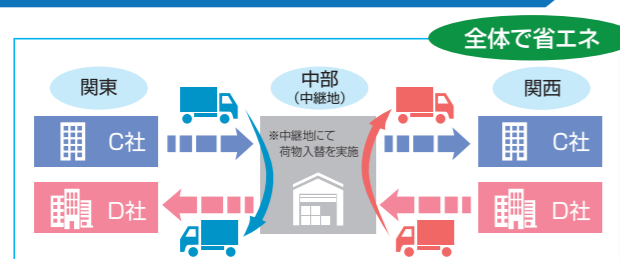 全体で省エネ
関東
中部
（中継地）
関西
C社
※中継地にて
荷物入替を実施
C社
D社
D社